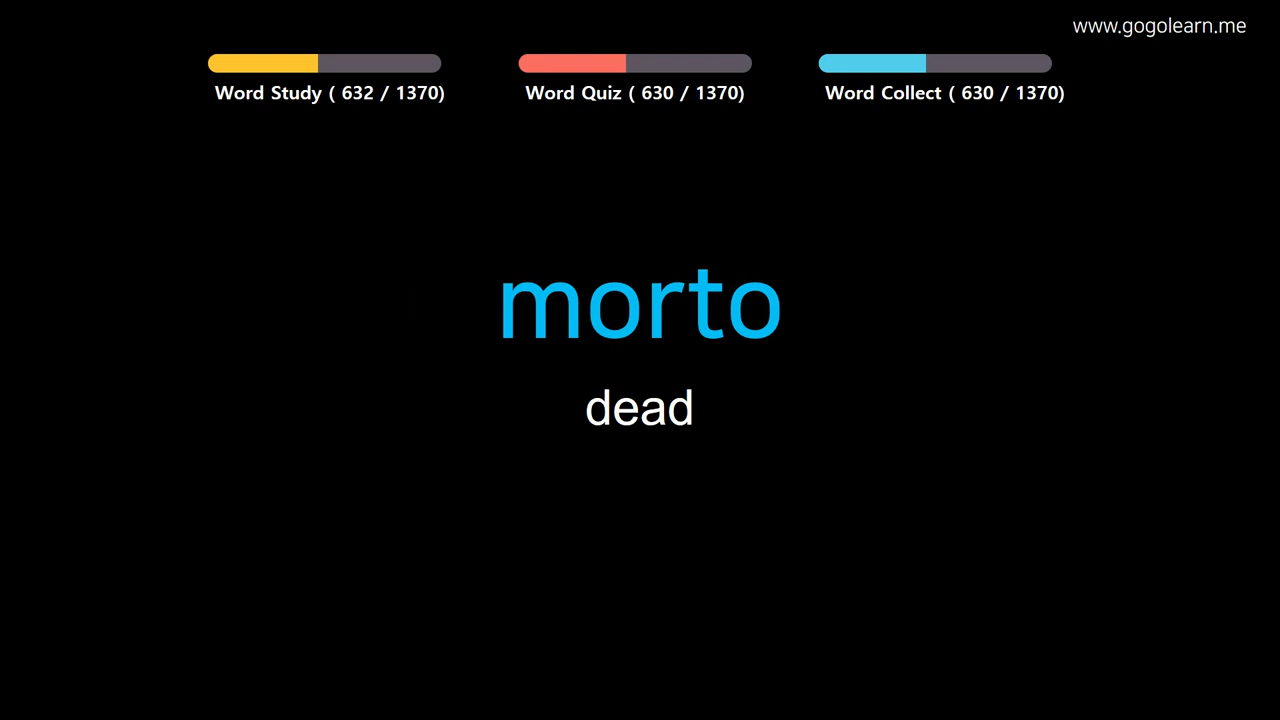 www.gogolearn.me
Word Study ( 632 / 1370)
Word Quiz ( 630 / 1370)
Word Collect ( 630 / 1370)
morto
dead